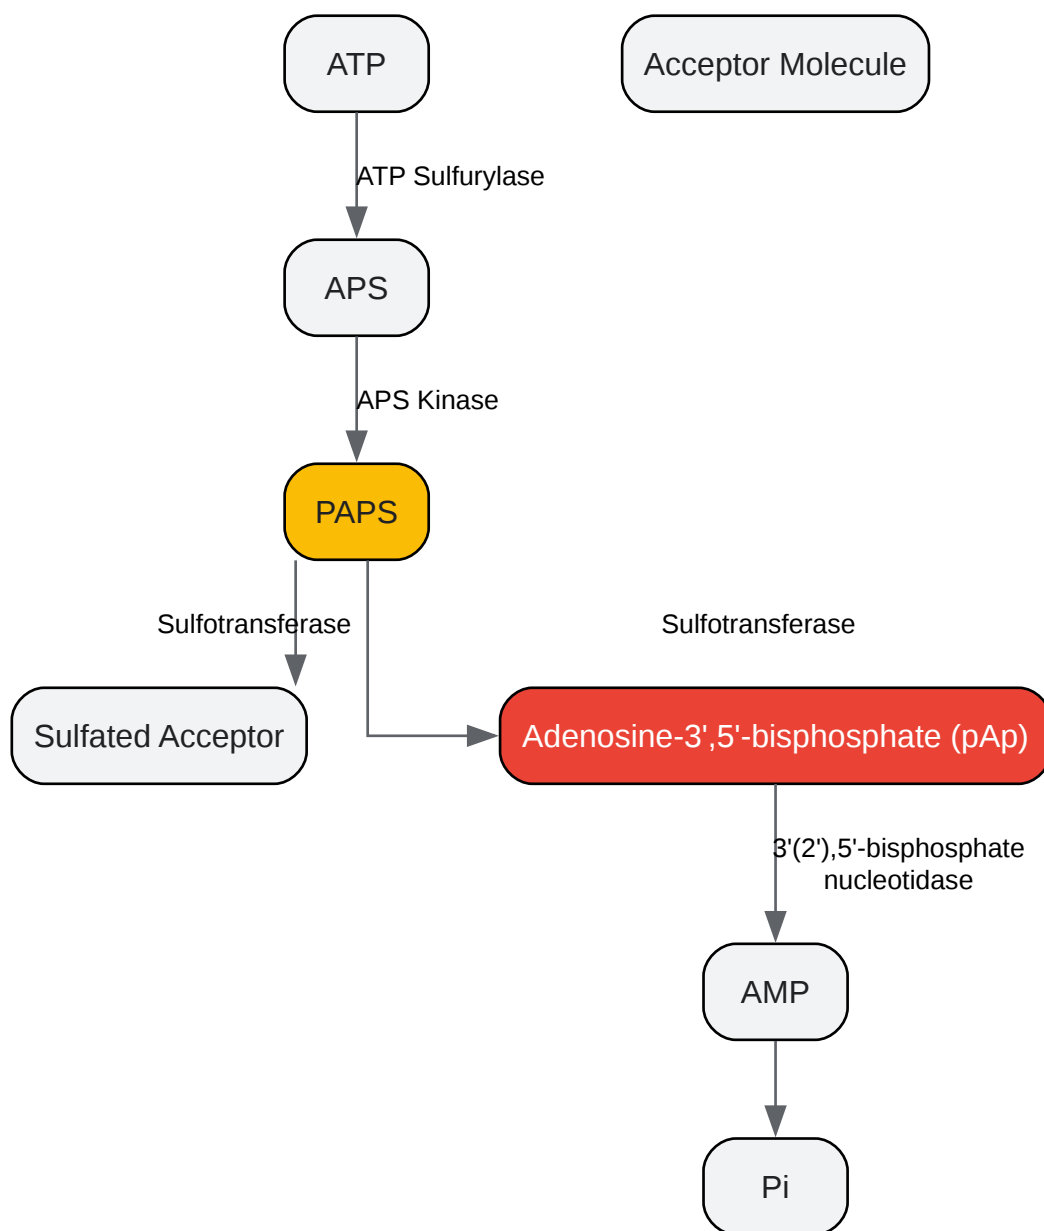 ATP
Acceptor Molecule
ATP Sulfurylase
APS
APS Kinase
PAPS
Sulfotransferase
Sulfotransferase
Sulfated Acceptor
Adenosine-3',5'-bisphosphate (pAp)
3'(2'),5'-bisphosphate
nucleotidase
AMP
Pi